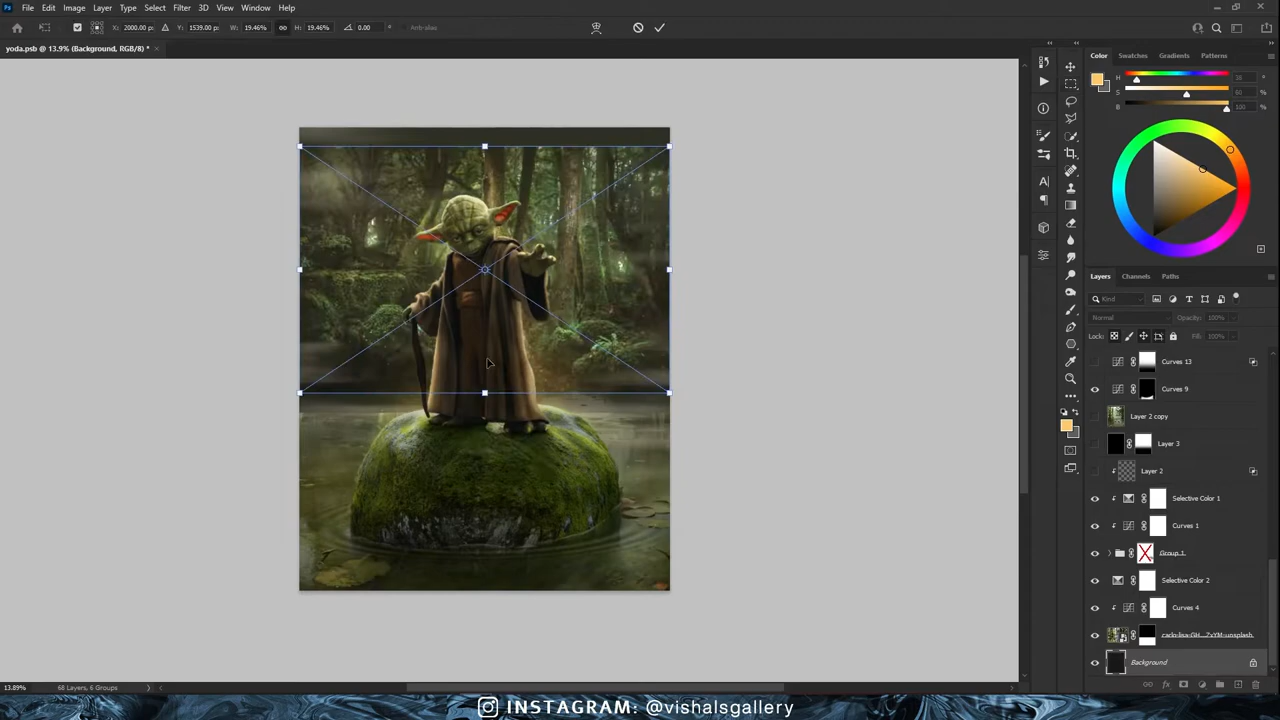 Ps File Edit Image Layer Type Select Filter 3D View Window Help
X: 2000.00 px Y: 1539.00 px W: 19.46% H: 19.46% 0.00 ° Anti-alias
yoda.psb @ 13.9% (Background, RGB/8) * ×
Color Swatches Gradients Patterns
H 36 °
S 60 %
B 100 %
Layers Channels Paths
Kind
Normal Opacity: 100%
Lock: Fill: 100%
Curves 13
Curves 9
Layer 2 copy
Layer 3
Layer 2
Selective Color 1
Curves 1
Group 1
Selective Color 2
Curves 4
Background
13.89% 68 Layers, 6 Groups
INSTAGRAM: @vishalsgallery